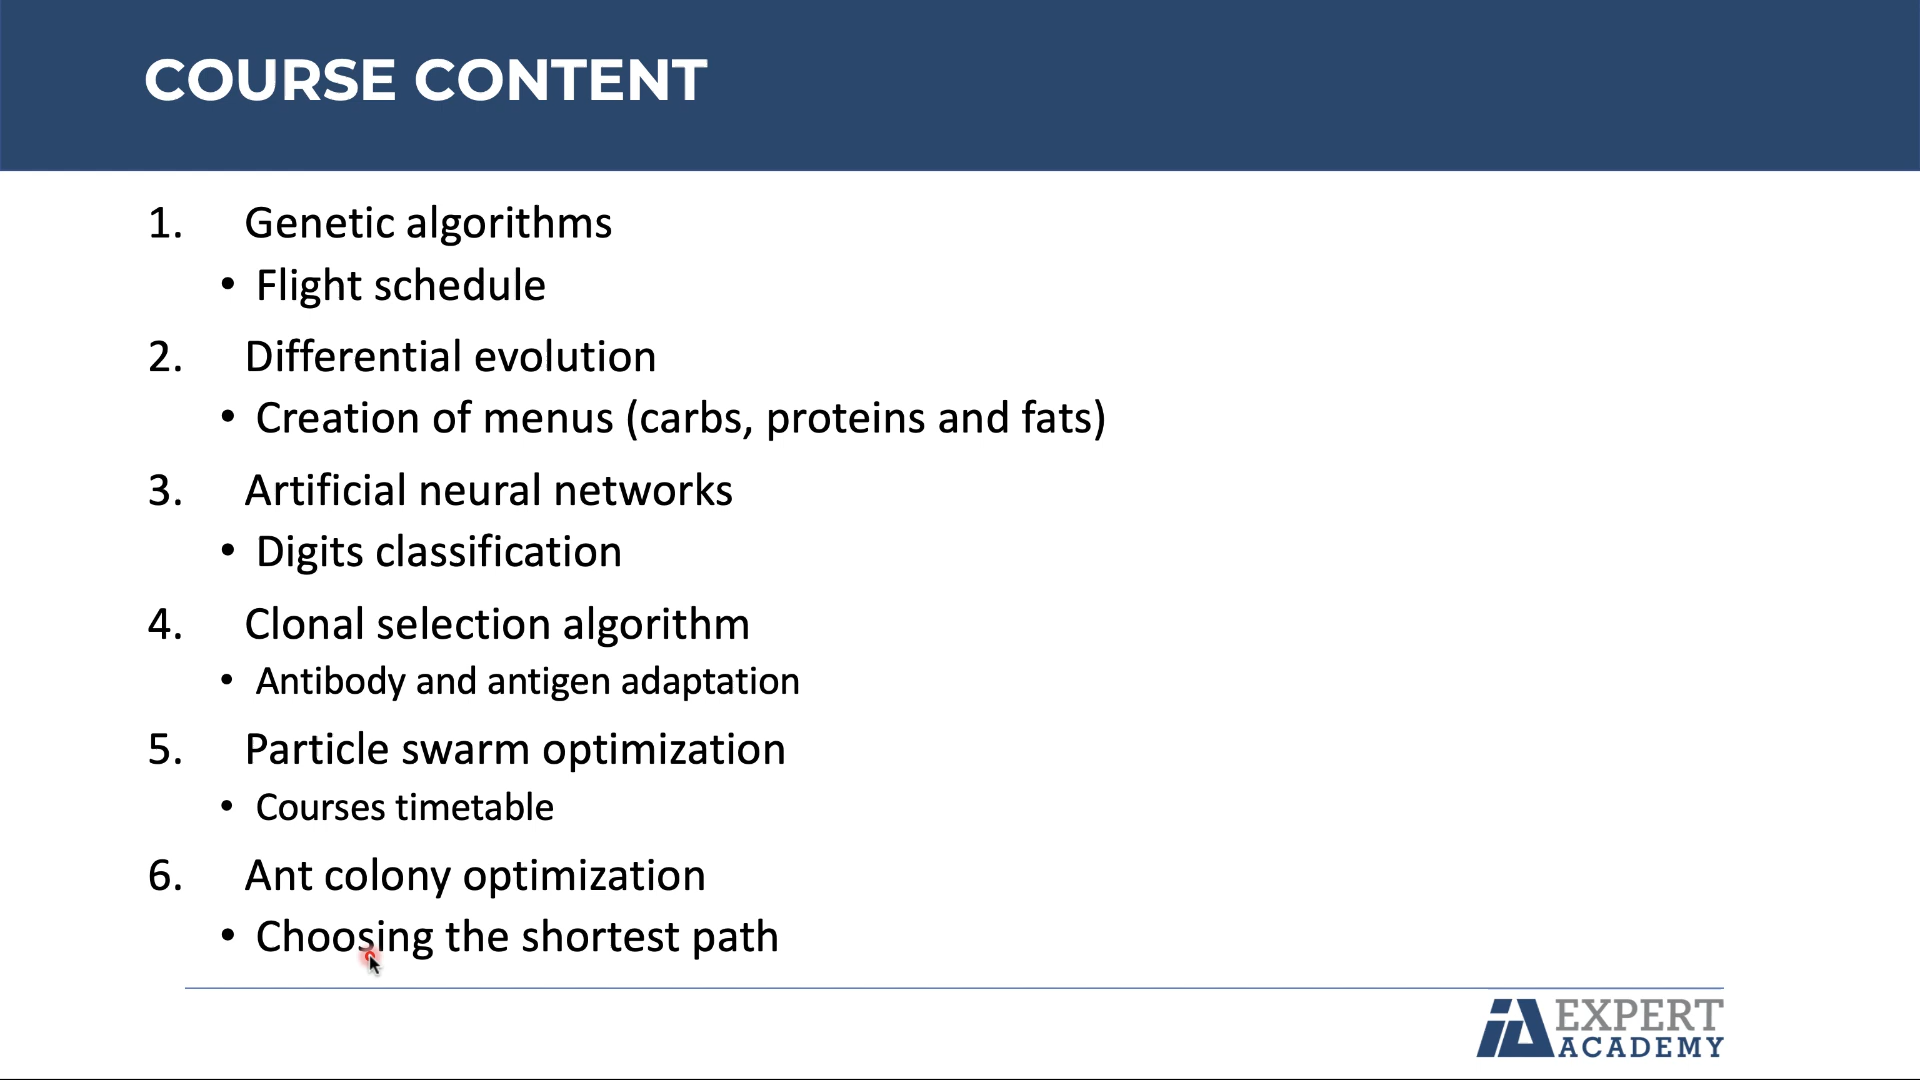 COURSE CONTENT
1. Genetic algorithms
• Flight schedule
2. Differential evolution
• Creation of menus (carbs, proteins and fats)
3. Artificial neural networks
• Digits classification
4. Clonal selection algorithm
• Antibody and antigen adaptation
5. Particle swarm optimization
• Courses timetable
6. Ant colony optimization
• Choosing the shortest path
IA EXPERT
ACADEMY